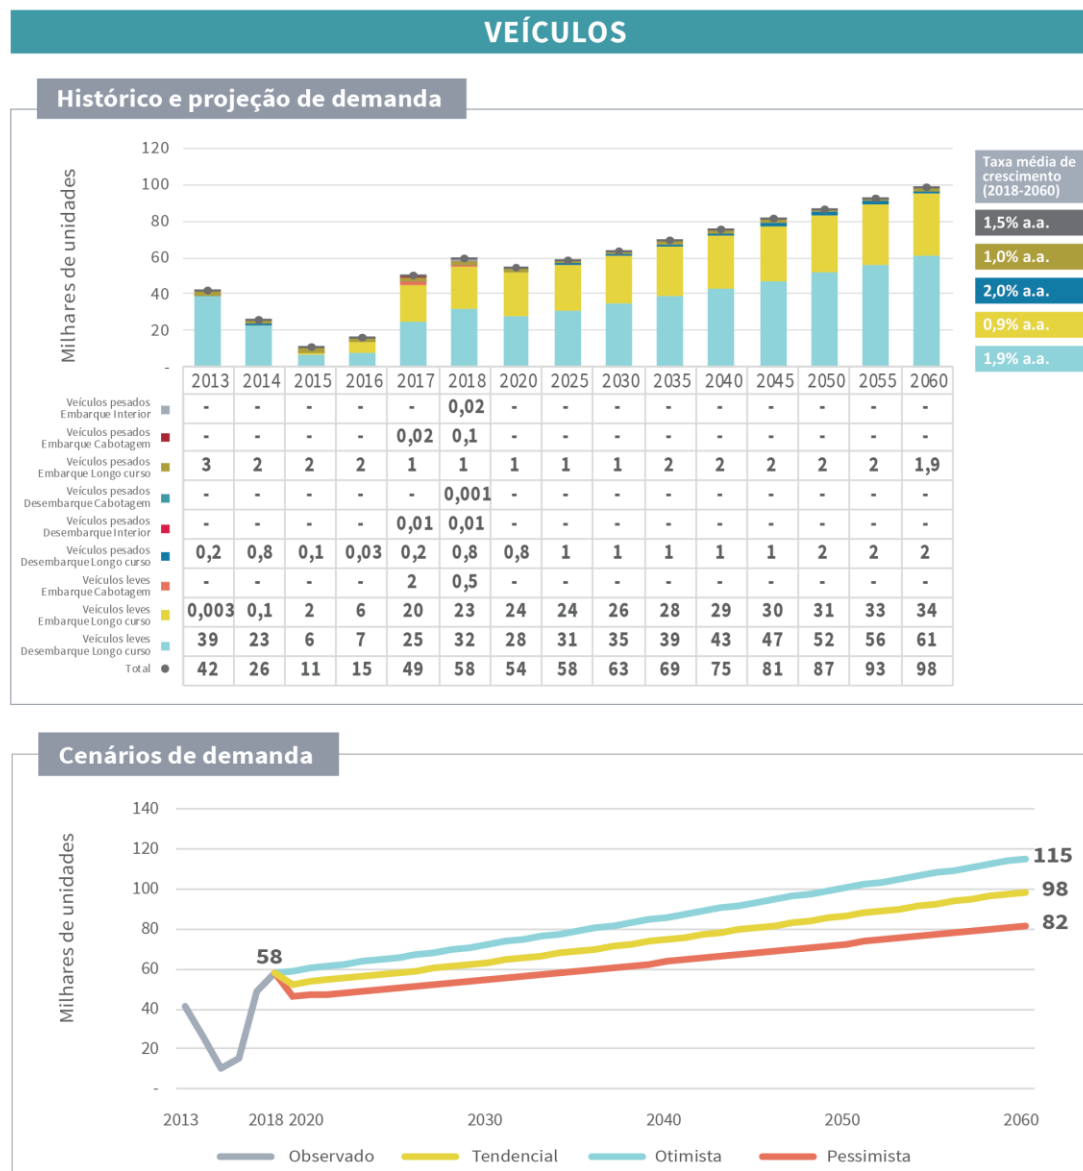 VEÍCULOS
Histórico e projeção de demanda
Milhares de unidades
120
100
80
60
40
20
-
Taxa média de
crescimento
(2018-2060)
1,5% a.a.
1,0% a.a.
2,0% a.a.
0,9% a.a.
1,9% a.a.
2013 2014 2015 2016 2017 2018 2020 2025 2030 2035 2040 2045 2050 2055 2060
Veículos pesados
Embarque Interior - - - - - 0,02 - - - - - - - - -
Veículos pesados
Embarque Cabotagem - - - - 0,02 0,1 - - - - - - - - -
Veículos pesados
Embarque Longo curso 3 2 2 2 1 1 1 1 1 2 2 2 2 2 1,9
Veículos pesados
Desembarque Cabotagem - - - - - 0,001 - - - - - - - - -
Veículos pesados
Desembarque Interior - - - - 0,01 0,01 - - - - - - - - -
Veículos pesados
Desembarque Longo curso 0,2 0,8 0,1 0,03 0,2 0,8 0,8 1 1 1 1 1 2 2 2
Veículos leves
Embarque Cabotagem - - - - 2 0,5 - - - - - - - - -
Veículos leves
Embarque Longo curso 0,003 0,1 2 6 20 23 24 24 26 28 29 30 31 33 34
Veículos leves
Desembarque Longo curso 39 23 6 7 25 32 28 31 35 39 43 47 52 56 61
Total 42 26 11 15 49 58 54 58 63 69 75 81 87 93 98
Cenários de demanda
Milhares de unidades
140
120
100
80
60
40
20
-
58
115
98
82
2013 2018 2020 2030 2040 2050 2060
Observado Tendencial Otimista Pessimista